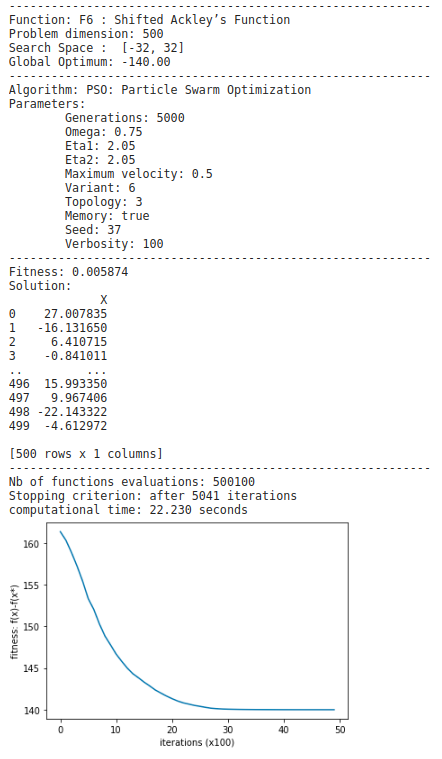 ------------------------------------------------------------
Function: F6 : Shifted Ackley’s Function
Problem dimension: 500
Search Space :  [-32, 32]
Global Optimum: -140.00
------------------------------------------------------------
Algorithm: PSO: Particle Swarm Optimization
Parameters:
        Generations: 5000
        Omega: 0.75
        Eta1: 2.05
        Eta2: 2.05
        Maximum velocity: 0.5
        Variant: 6
        Topology: 3
        Memory: true
        Seed: 37
        Verbosity: 100
------------------------------------------------------------
Fitness: 0.005874
Solution:
             X
0    27.007835
1   -16.131650
2     6.410715
3    -0.841011
..         ...
496  15.993350
497   9.967406
498 -22.143322
499  -4.612972
[500 rows x 1 columns]
------------------------------------------------------------
Nb of functions evaluations: 500100
Stopping criterion: after 5041 iterations
computational time: 22.230 seconds
fitness: f(x)-f(x*)
160
155
150
145
140
0 10 20 30 40 50
iterations (x100)